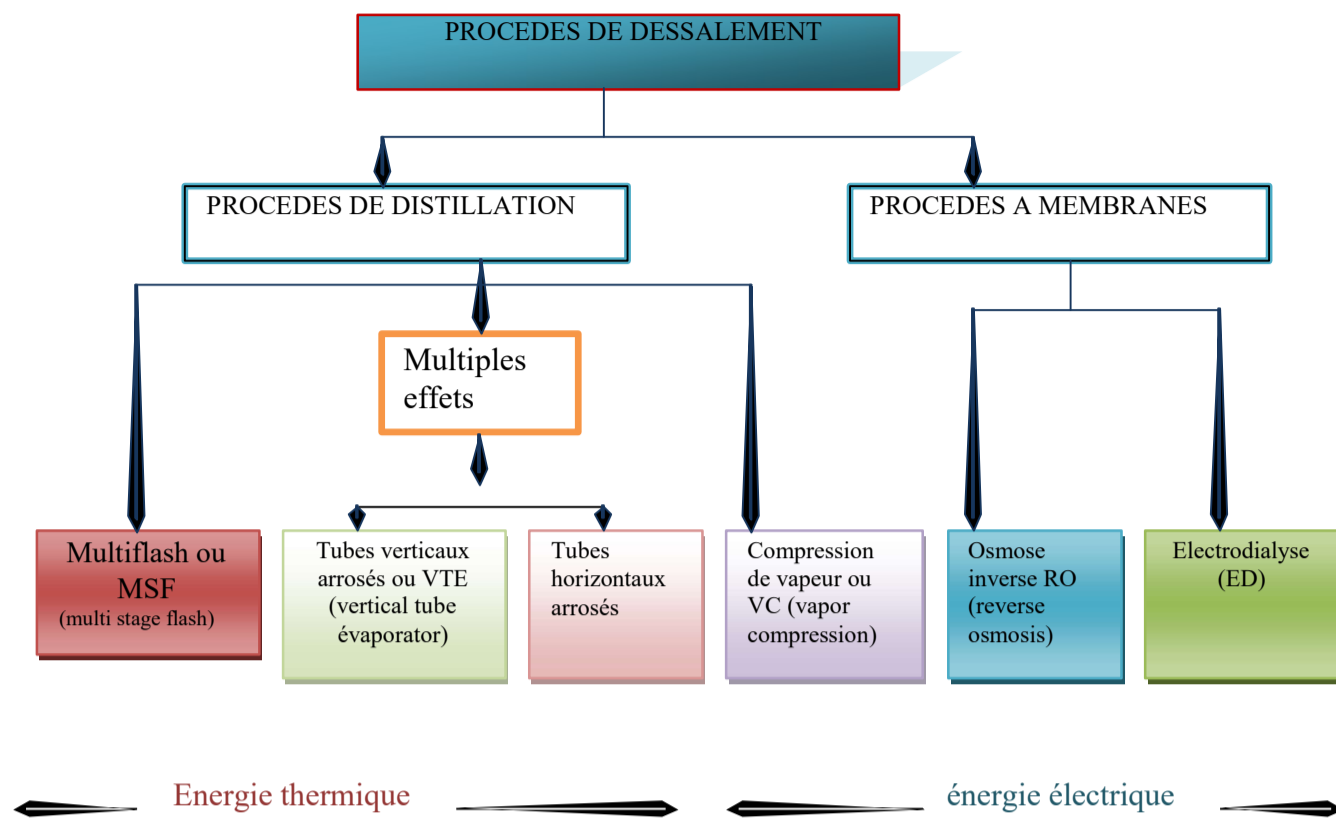 PROCEDES DE DESSALEMENT
PROCEDES DE DISTILLATION
PROCEDES A MEMBRANES
Multiples
effets
Multiflash ou
MSF
(multi stage flash)
Tubes verticaux
arrosés ou VTE
(vertical tube
évaporator)
Tubes
horizontaux
arrosés
Compression
de vapeur ou
VC (vapor
compression)
Osmose
inverse RO
(reverse
osmosis)
Electrodialyse
(ED)
Energie thermique
énergie électrique